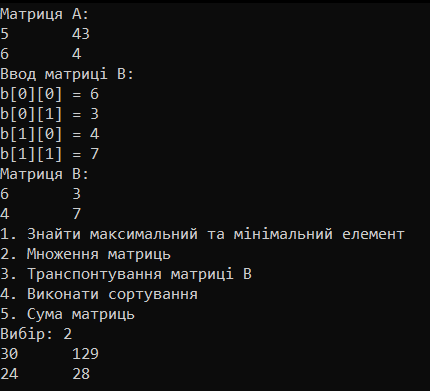 Матриця А:
5 43
6 4
Ввод матриці В:
b[0][0] = 6
b[0][1] = 3
b[1][0] = 4
b[1][1] = 7
Матриця В:
6 3
4 7
1. Знайти максимальний та мінімальний елемент
2. Множення матриць
3. Транспонтування матриці В
4. Виконати сортування
5. Сума матриць
Вибір: 2
30 129
24 28